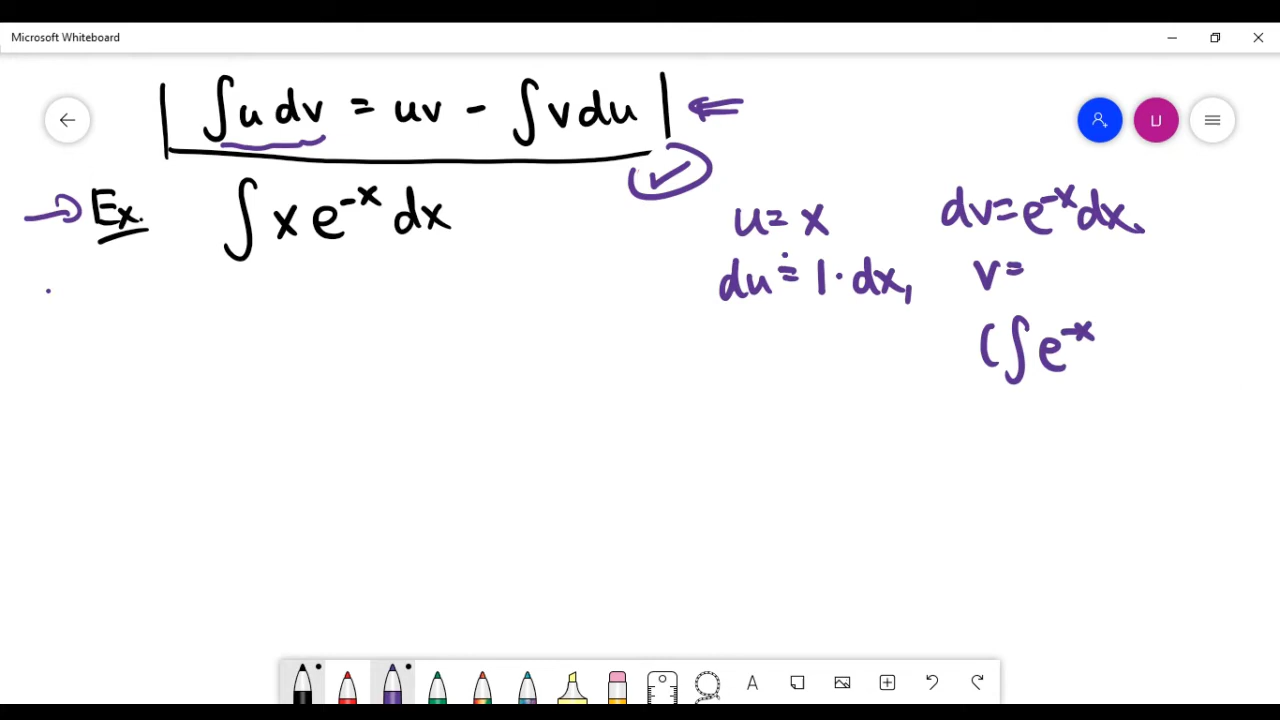 Microsoft Whiteboard
∫u dv = uv - ∫v du
Ex. ∫x e^{-x} dx
u = x
du = 1 · dx,
dv = e^{-x} dx,
v =
(∫e^{-x}